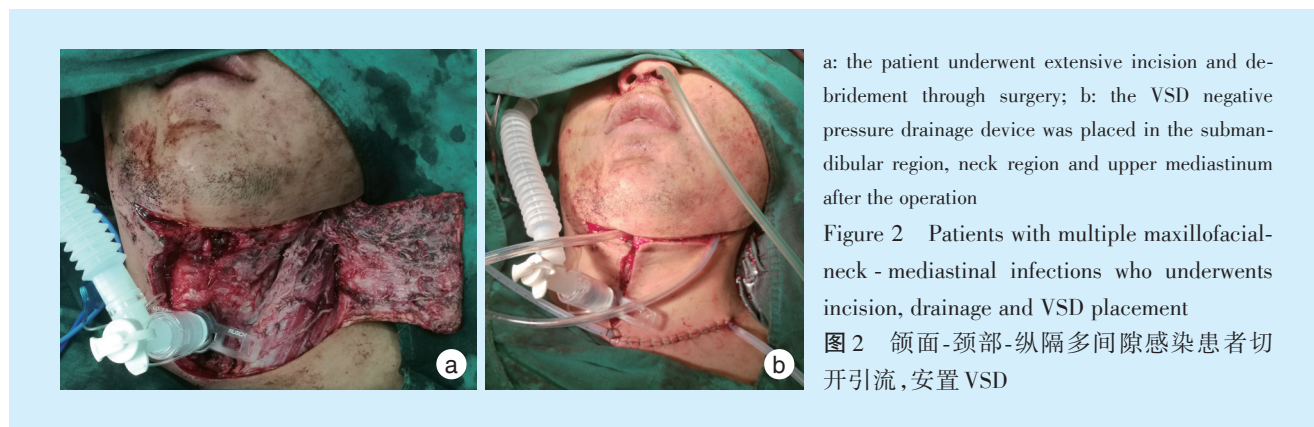 a
b
a: the patient underwent extensive incision and de-
bridement through surgery; b: the VSD negative
pressure drainage device was placed in the subman-
dibular region, neck region and upper mediastinum
after the operation
Figure 2 Patients with multiple maxillofacial-
neck - mediastinal infections who underwents
incision, drainage and VSD placement
图2 颌面-颈部-纵隔多间隙感染患者切
开引流,安置VSD